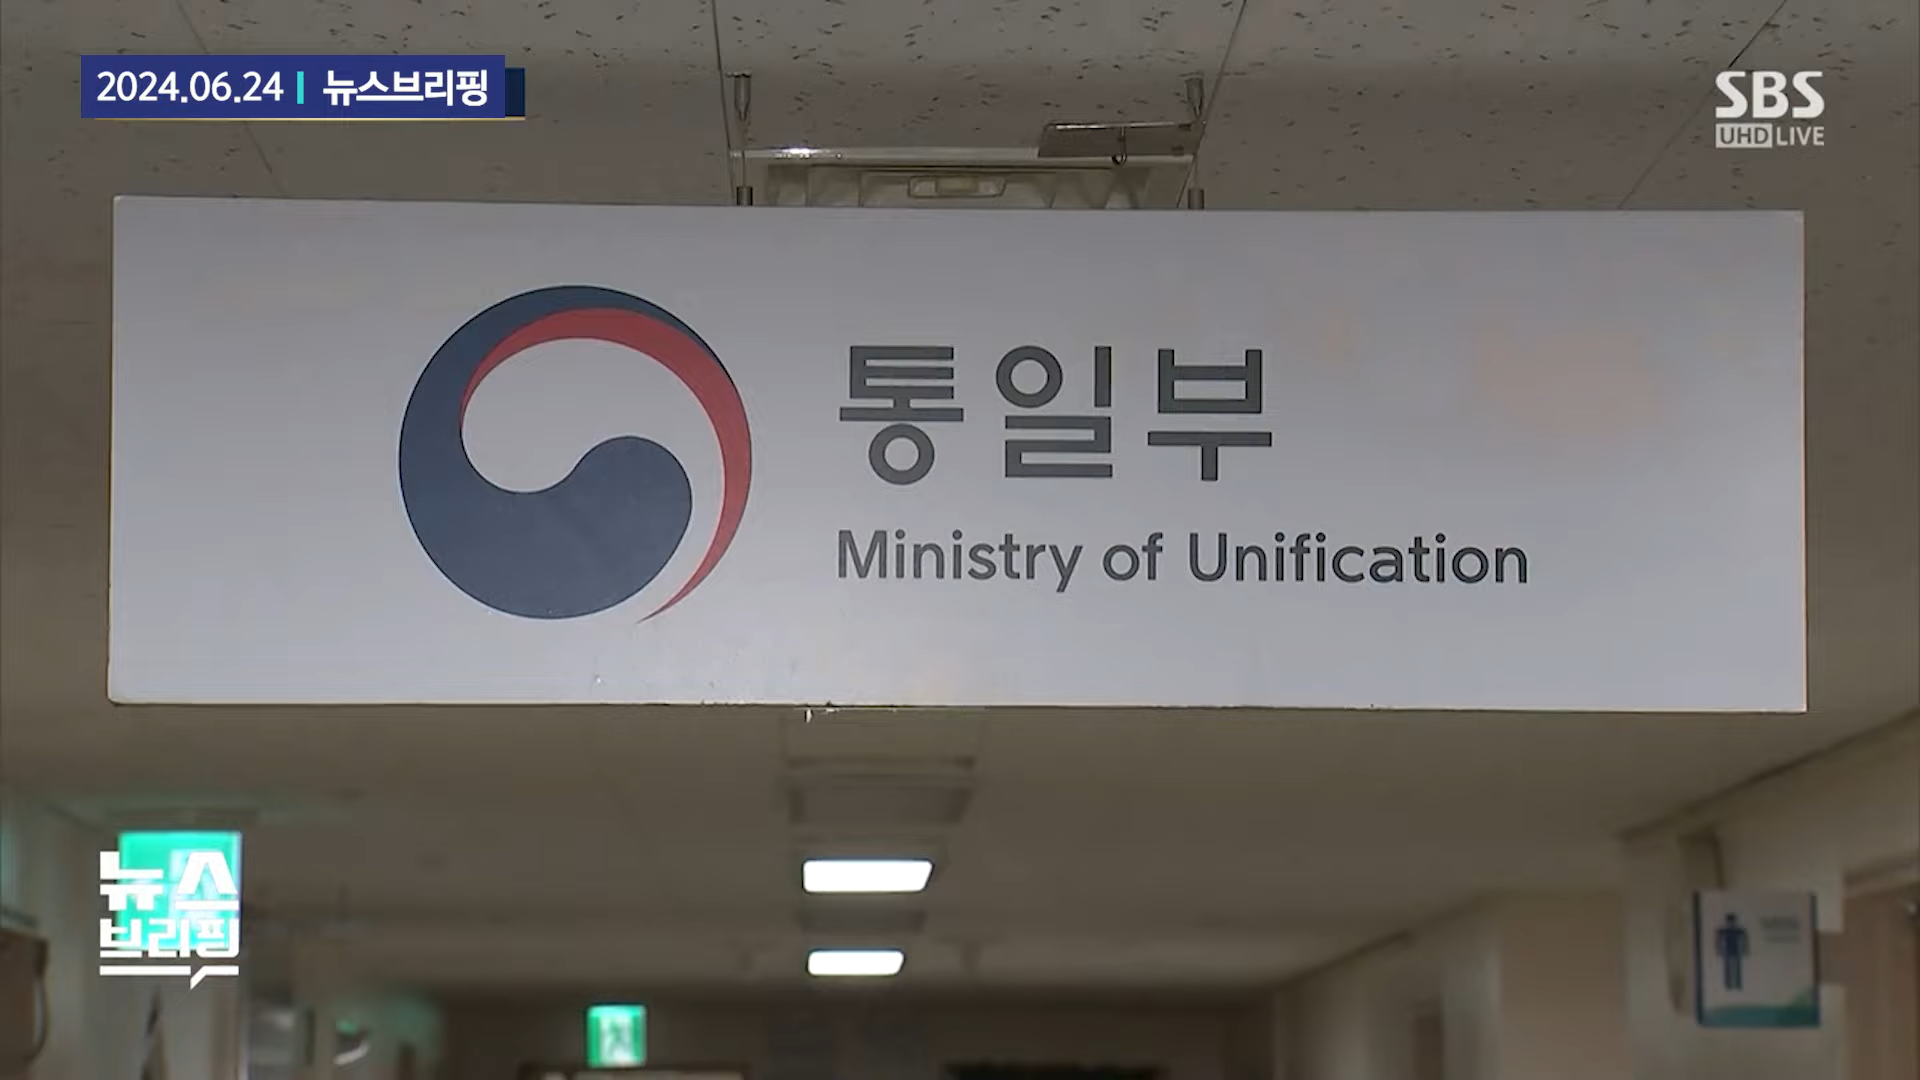 2024.06.24 | 뉴스브리핑
SBS
UHD LIVE
통일부
Ministry of Unification
뉴스
브리핑